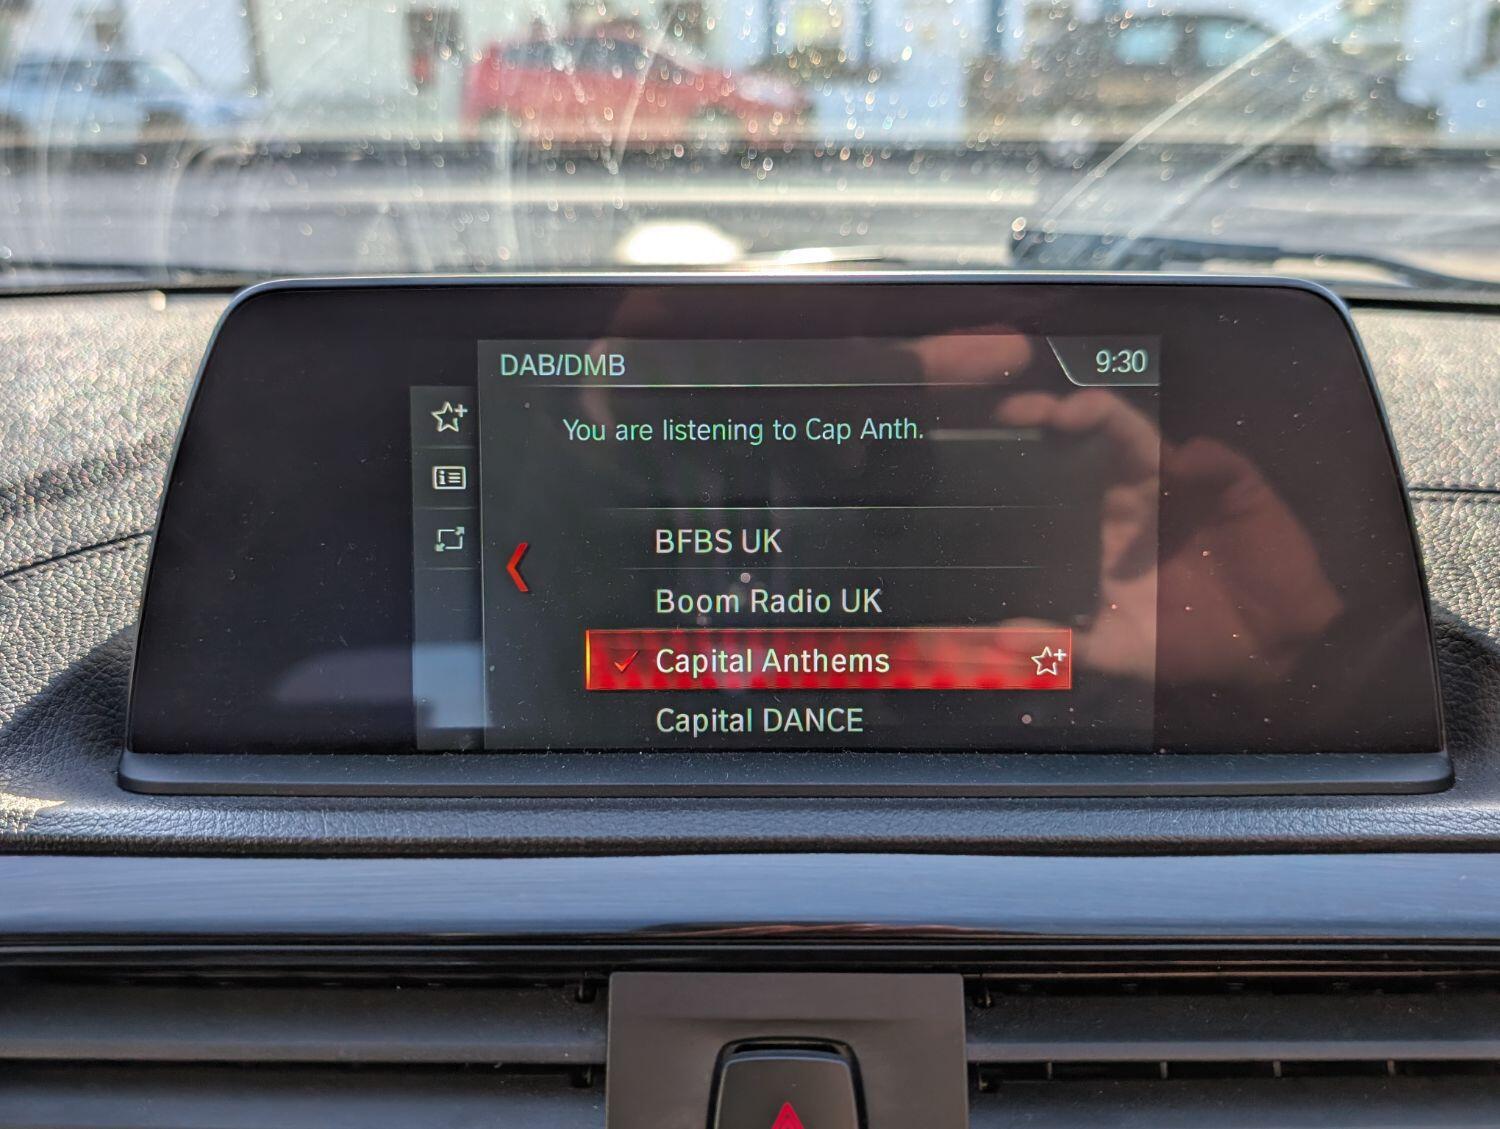 DAB/DMB
9:30
You are listening to Cap Anth.
BFBS UK
Boom Radio UK
Capital Anthems
Capital DANCE